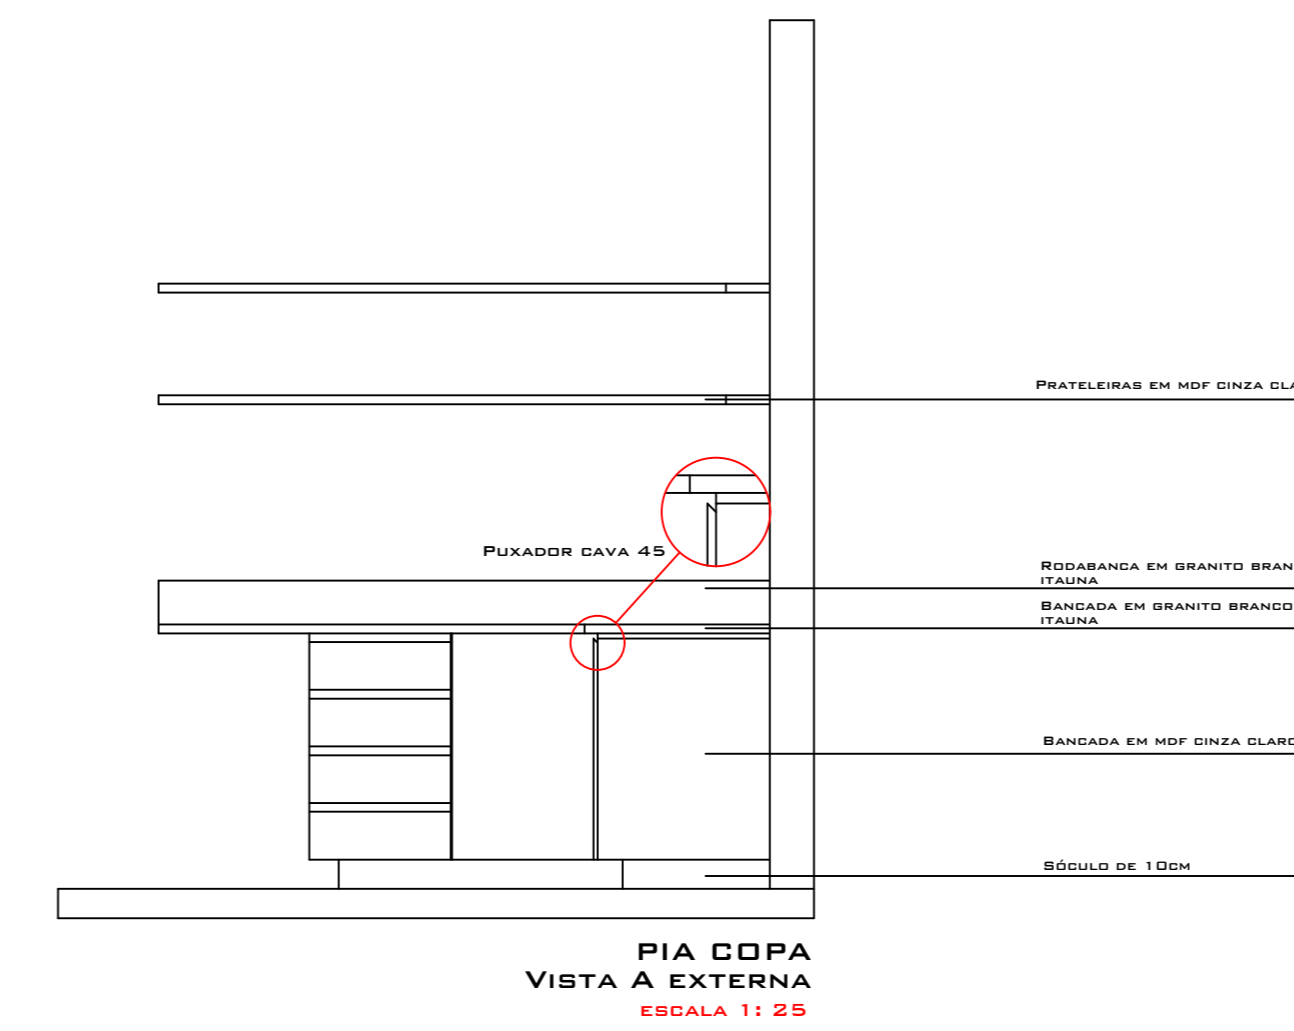 PRATELEIRAS EM MDF CINZA
PUXADOR CAVA 45
RODABANCA EM GRANITO
ITAUNA
BANCADA EM GRANITO BRANCO
ITAUNA
BANCADA EM MDF CINZA CLARO
SÓCULO DE 10CM
PIA COPA
VISTA A EXTERNA
ESCALA 1: 25